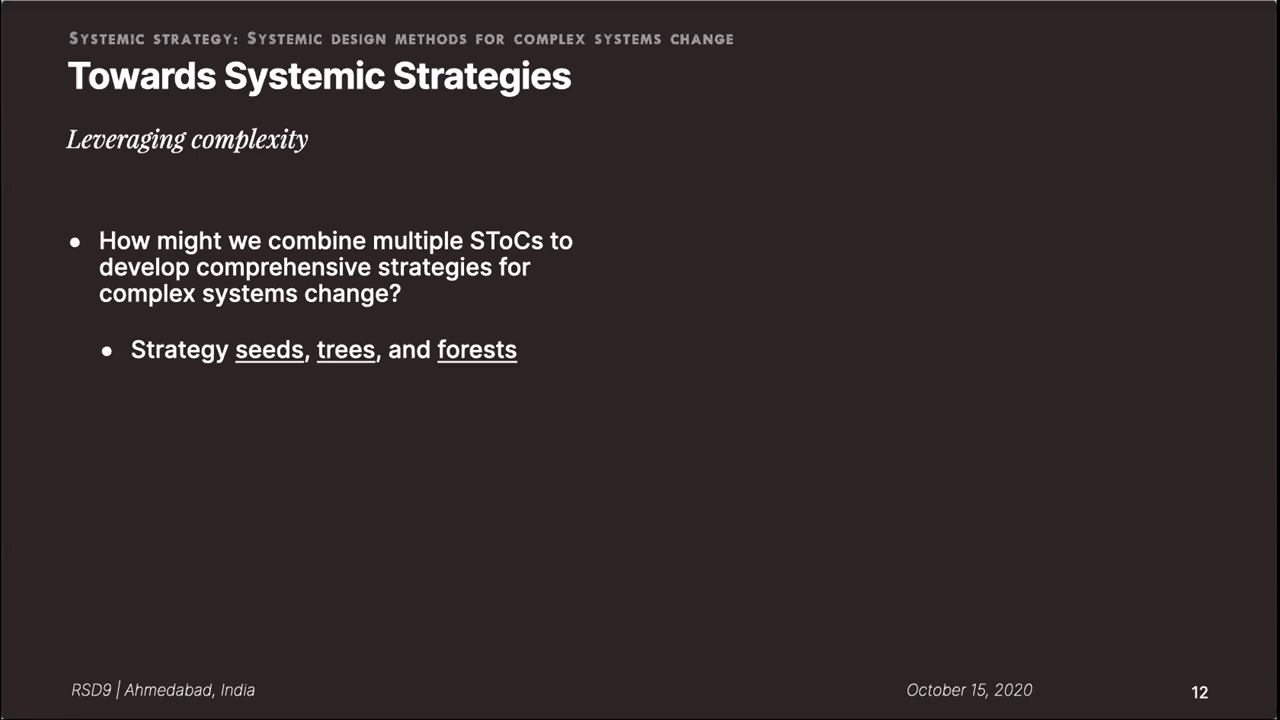 Systemic strategy: Systemic design methods for complex systems change
Towards Systemic Strategies
Leveraging complexity
• How might we combine multiple SToCs to
develop comprehensive strategies for
complex systems change?
• Strategy seeds, trees, and forests
RSD9 | Ahmedabad, India
October 15, 2020
12